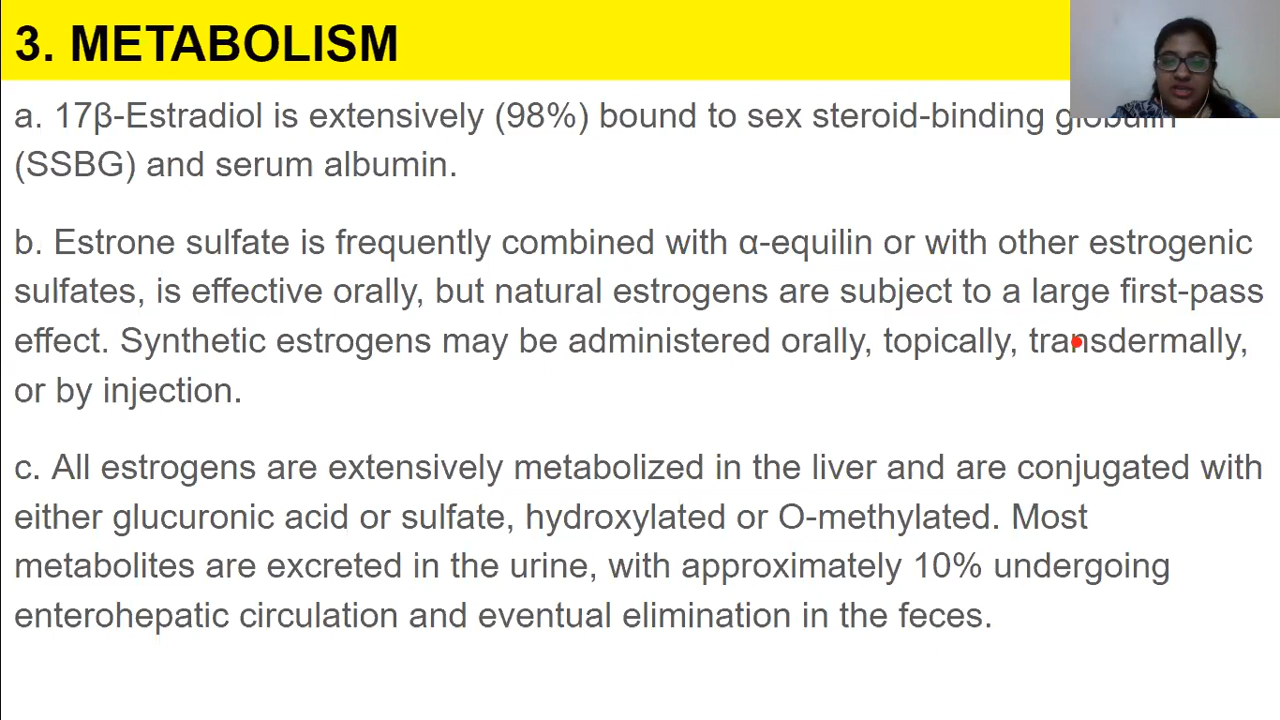 3. METABOLISM
a. 17β-Estradiol is extensively (98%) bound to sex steroid-binding globulin
(SSBG) and serum albumin.
b. Estrone sulfate is frequently combined with α-equilin or with other estrogenic
sulfates, is effective orally, but natural estrogens are subject to a large first-pass
effect. Synthetic estrogens may be administered orally, topically, transdermally,
or by injection.
c. All estrogens are extensively metabolized in the liver and are conjugated with
either glucuronic acid or sulfate, hydroxylated or O-methylated. Most
metabolites are excreted in the urine, with approximately 10% undergoing
enterohepatic circulation and eventual elimination in the feces.